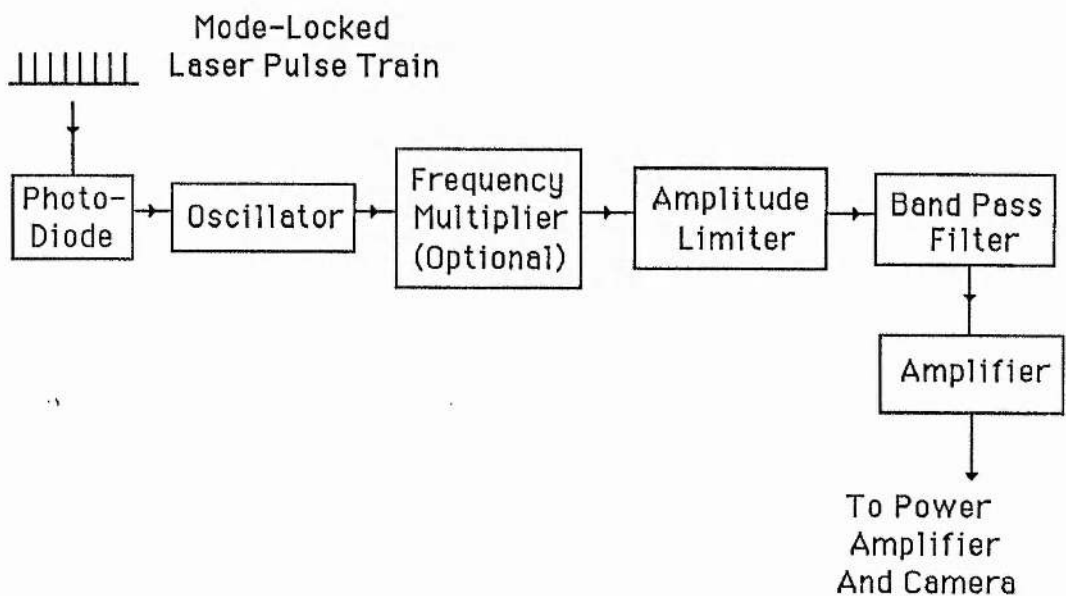 Mode-Locked
Laser Pulse Train
Photo-
Diode
Oscillator
Frequency
Multiplier
(Optional)
Amplitude
Limiter
Band Pass
Filter
Amplifier
To Power
Amplifier
And Camera